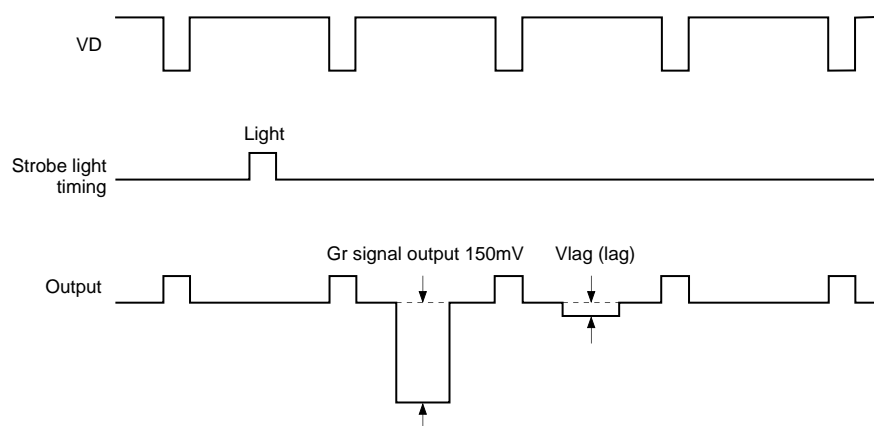 VD
Light
Strobe light
timing
Gr signal output 150mV
Vlag (lag)
Output